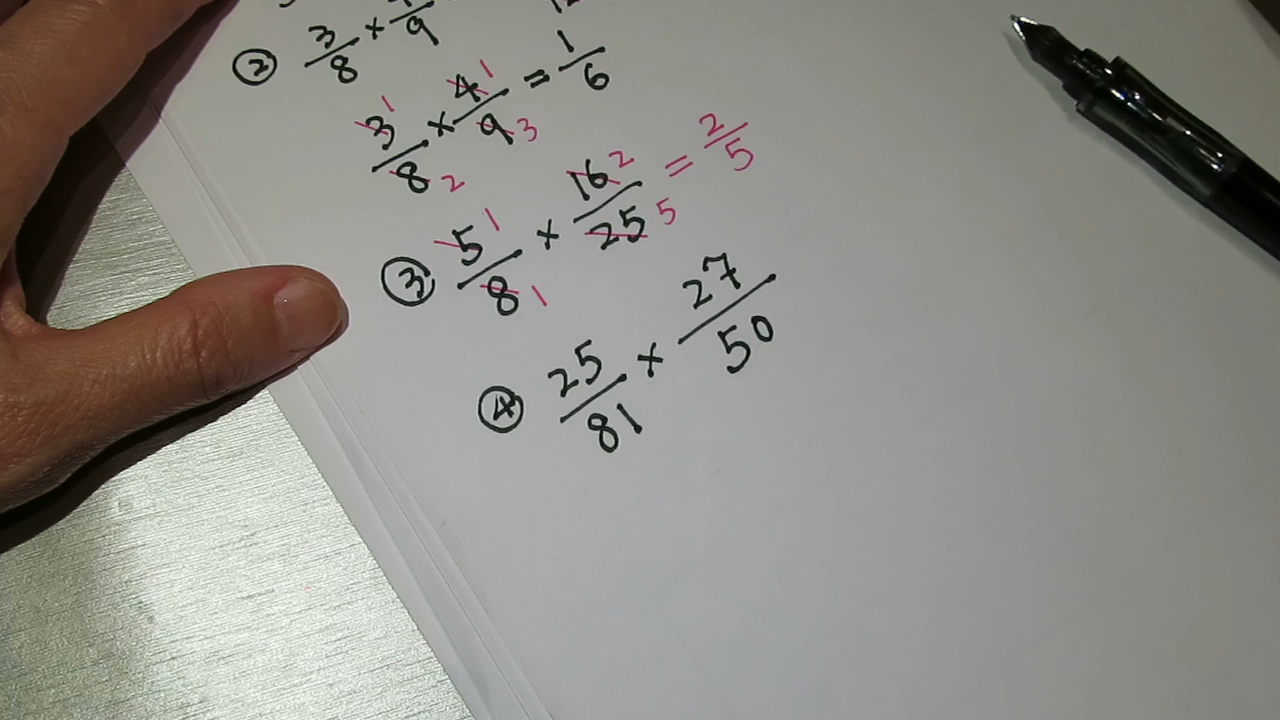 ② 3/8 × 4/9
3/8 × 4/9 = 1/6
1 2 1 3
③ 5/8 × 16/25 = 2/5
1 1 2 5
④ 25/81 × 27/50